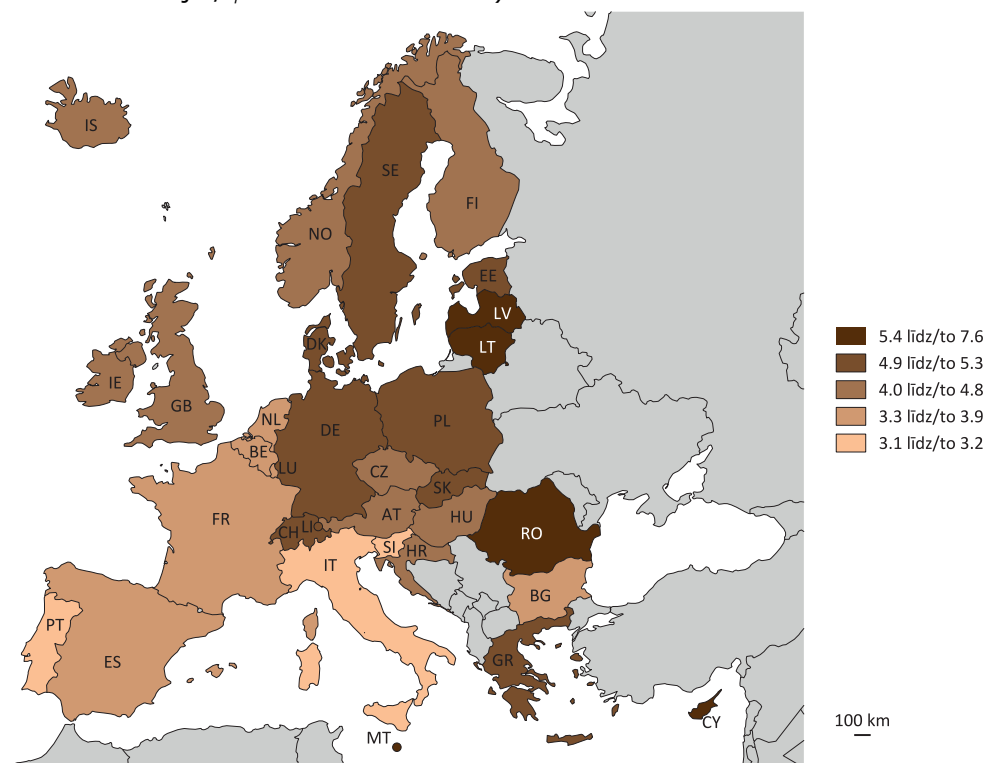 IS
SE
FI
NO
EE
LV
LT
DK
IE
GB
NL
BE
LU
DE
PL
CZ
SK
FR
CH
LI
AT
HU
RO
SI
HR
IT
BG
PT
ES
GR
MT
CY
5.4 līdz/to 7.6
4.9 līdz/to 5.3
4.0 līdz/to 4.8
3.3 līdz/to 3.9
3.1 līdz/to 3.2
100 km